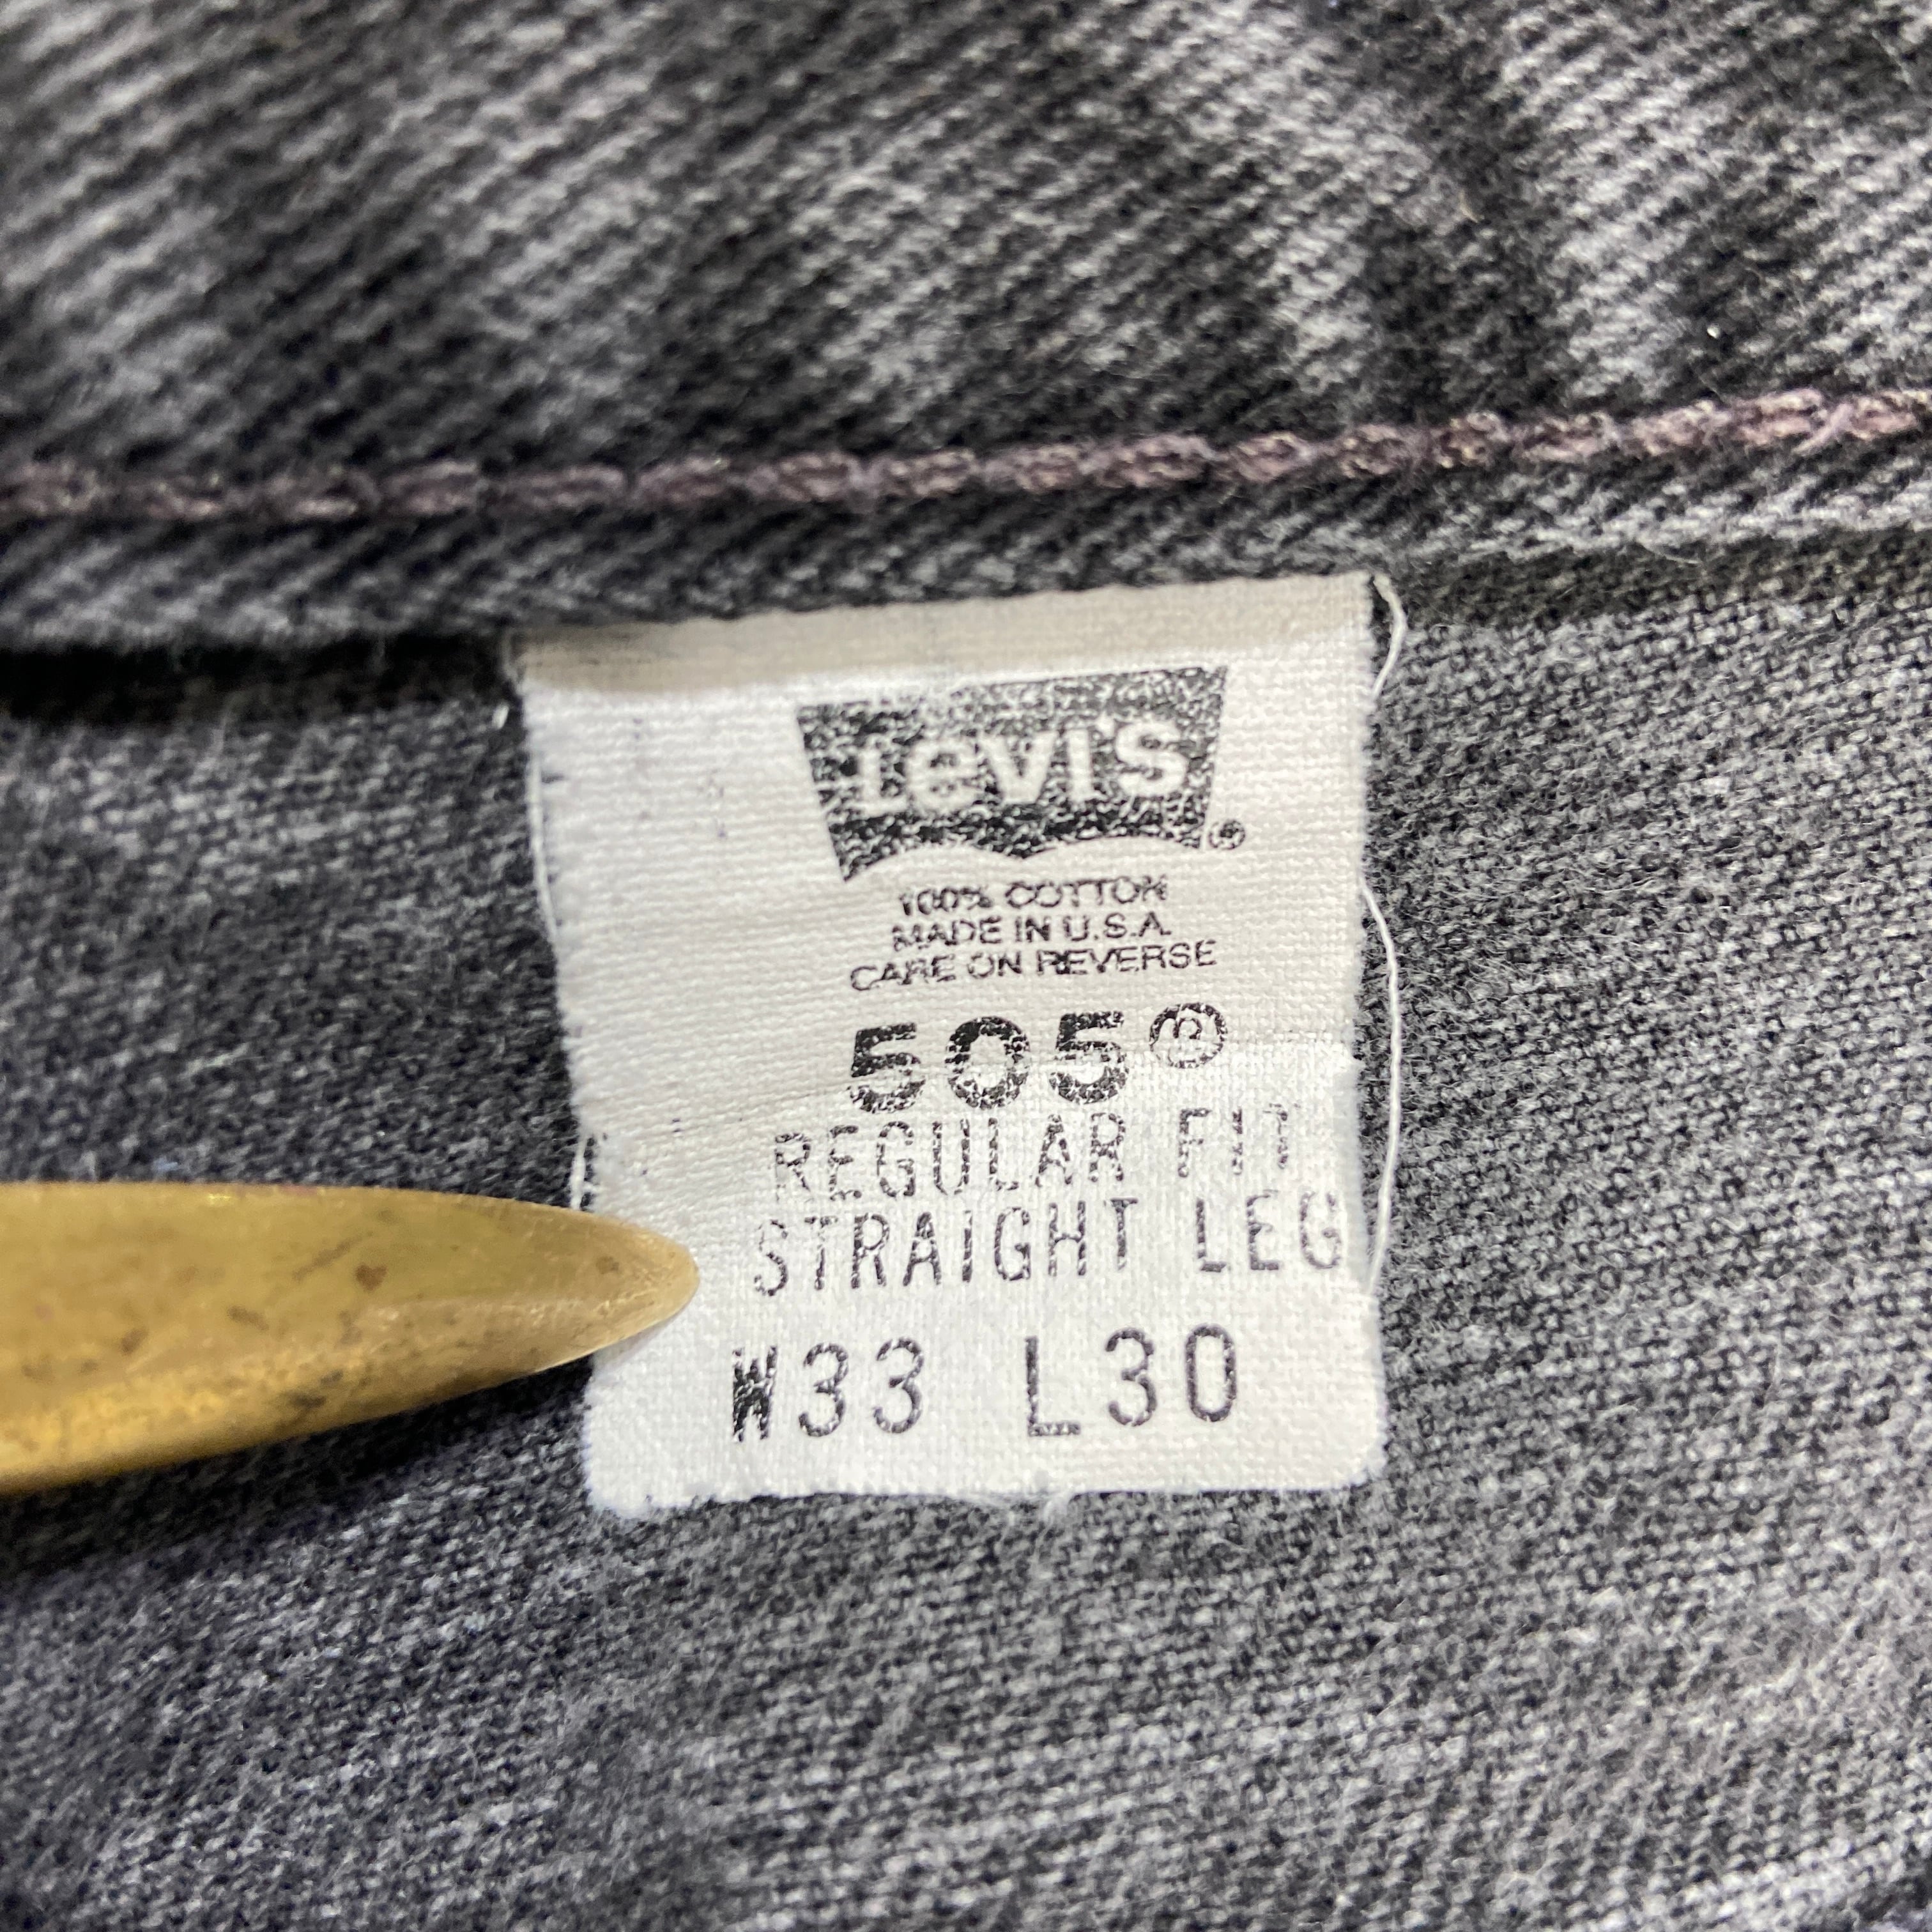 Levi's®
100% COTTON
MADE IN U.S.A.
CARE ON REVERSE
505®
REGULAR FIT
STRAIGHT LEG
W33 L30